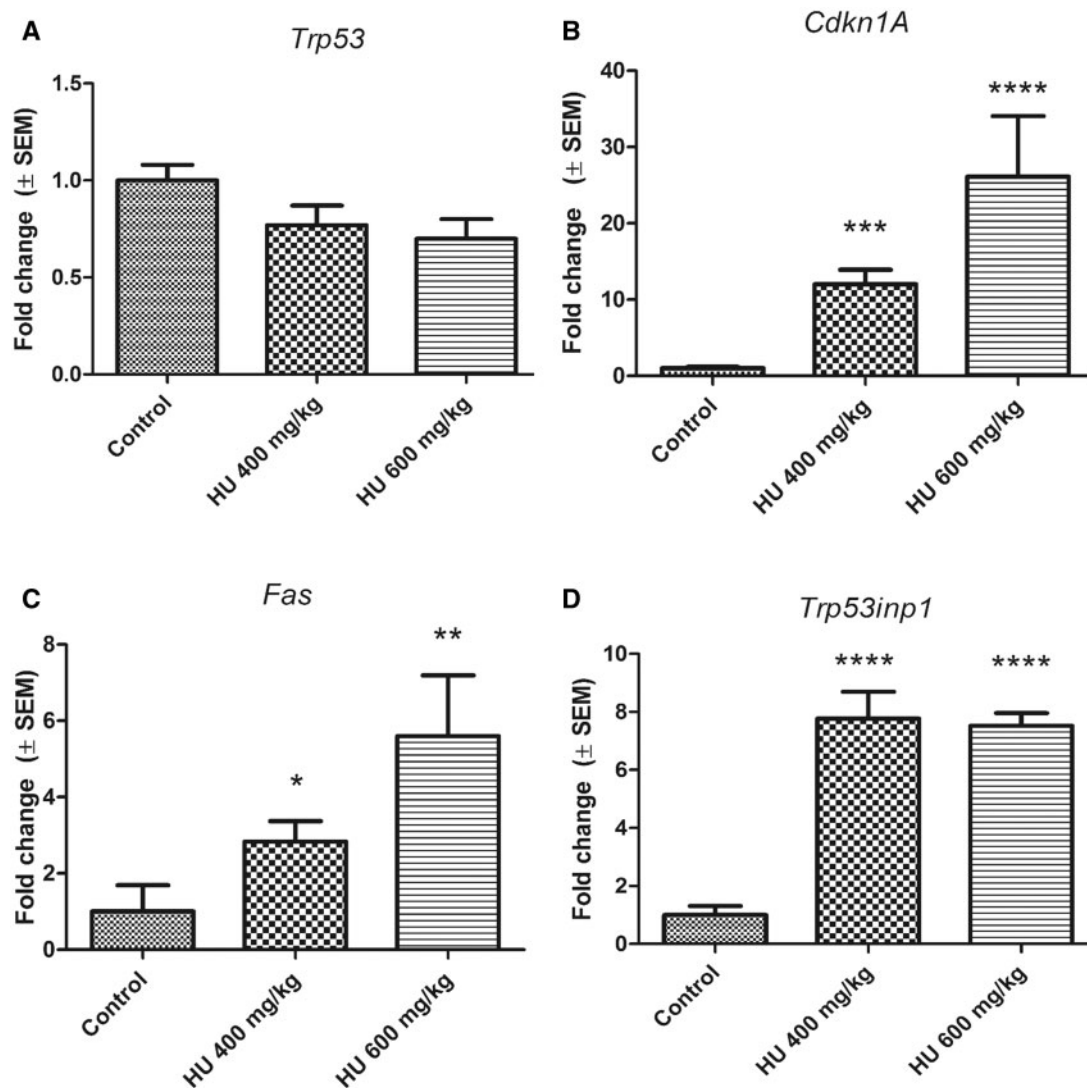 A
Trp53
Fold change (± SEM)
1.5
1.0
0.5
0.0
Control
HU 400 mg/kg
HU 600 mg/kg
B
Cdkn1A
Fold change (± SEM)
40
30
20
10
0
***
****
Control
HU 400 mg/kg
HU 600 mg/kg
C
Fas
Fold change (± SEM)
8
6
4
2
0
*
**
Control
HU 400 mg/kg
HU 600 mg/kg
D
Trp53inp1
Fold change (± SEM)
10
8
6
4
2
0
****
****
Control
HU 400 mg/kg
HU 600 mg/kg